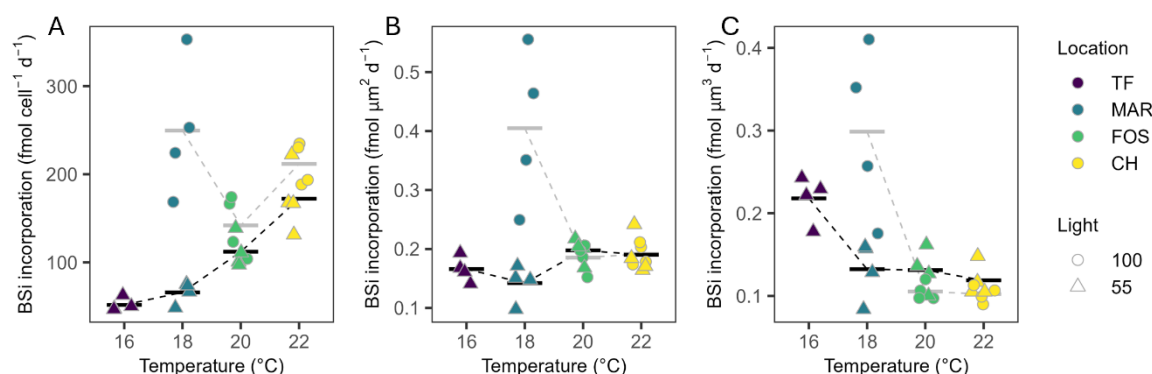 A
BSi incorporation (fmol cell⁻¹ d⁻¹)
300
200
100
16 18 20 22
Temperature (°C)
B
BSi incorporation (fmol μm² d⁻¹)
0.5
0.4
0.3
0.2
0.1
16 18 20 22
Temperature (°C)
C
BSi incorporation (fmol μm³ d⁻¹)
0.4
0.3
0.2
0.1
16 18 20 22
Temperature (°C)
Location
TF
MAR
FOS
CH
Light
100
55